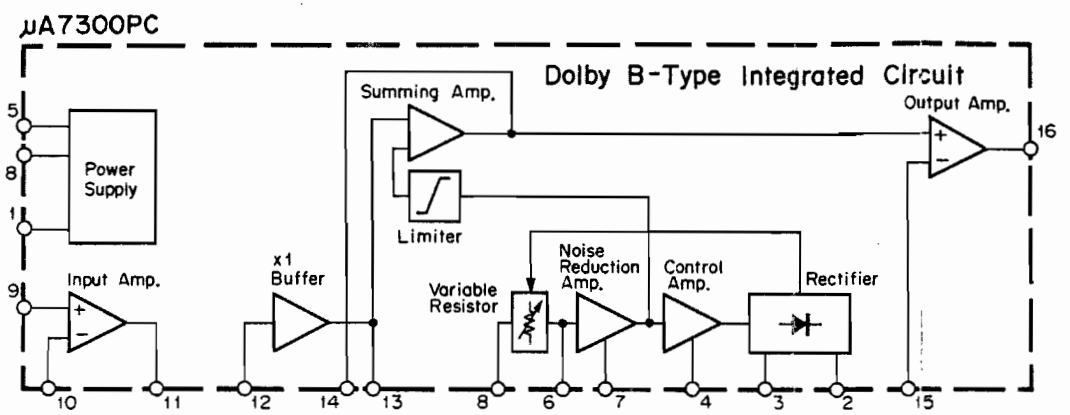 μA7300PC
Dolby B-Type Integrated Circuit
Summing Amp.
Output Amp.
5
8
1
9
16
Power
Supply
Limiter
Input Amp.
x1
Buffer
Variable
Resistor
Noise
Reduction
Amp.
Control
Amp.
Rectifier
+
−
+
−
10
11
12
14
13
8
6
7
4
3
2
15